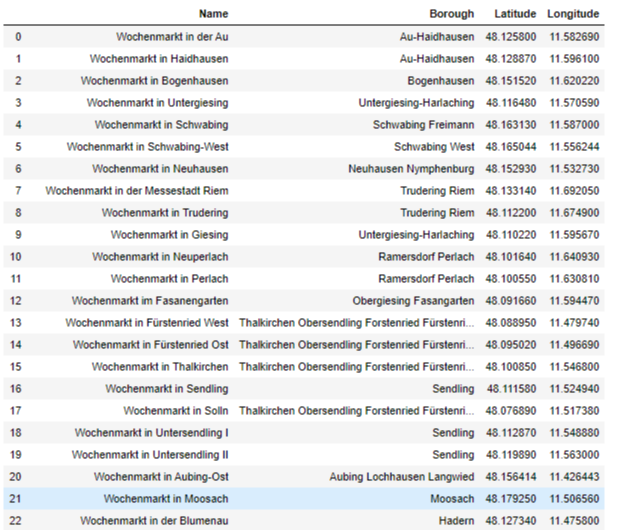 Name Borough Latitude Longitude
0 Wochenmarkt in der Au Au-Haidhausen 48.125800 11.582690
1 Wochenmarkt in Haidhausen Au-Haidhausen 48.128870 11.596100
2 Wochenmarkt in Bogenhausen Bogenhausen 48.151520 11.620220
3 Wochenmarkt in Untergiesing Untergiesing-Harlaching 48.116480 11.570590
4 Wochenmarkt in Schwabing Schwabing Freimann 48.163130 11.587000
5 Wochenmarkt in Schwabing-West Schwabing West 48.165044 11.556244
6 Wochenmarkt in Neuhausen Neuhausen Nymphenburg 48.152930 11.532730
7 Wochenmarkt in der Messestadt Riem Trudering Riem 48.133140 11.692050
8 Wochenmarkt in Trudering Trudering Riem 48.112200 11.674900
9 Wochenmarkt in Giesing Untergiesing-Harlaching 48.110220 11.595670
10 Wochenmarkt in Neuperlach Ramersdorf Perlach 48.101640 11.640930
11 Wochenmarkt in Perlach Ramersdorf Perlach 48.100550 11.630810
12 Wochenmarkt im Fasanengarten Obergiesing Fasangarten 48.091660 11.594470
13 Wochenmarkt in Fürstenried West Thalkirchen Obersendling Forstenried Fürstenri... 48.088950 11.479740
14 Wochenmarkt in Fürstenried Ost Thalkirchen Obersendling Forstenried Fürstenri... 48.095020 11.496690
15 Wochenmarkt in Thalkirchen Thalkirchen Obersendling Forstenried Fürstenri... 48.100850 11.546800
16 Wochenmarkt in Sendling Sendling 48.111580 11.524940
17 Wochenmarkt in Solln Thalkirchen Obersendling Forstenried Fürstenri... 48.076890 11.517380
18 Wochenmarkt in Untersendling I Sendling 48.112870 11.548880
19 Wochenmarkt in Untersendling II Sendling 48.119890 11.563000
20 Wochenmarkt in Aubing-Ost Aubing Lochhausen Langwied 48.156414 11.426443
21 Wochenmarkt in Moosach Moosach 48.179250 11.506560
22 Wochenmarkt in der Blumenau Hadern 48.127340 11.475800